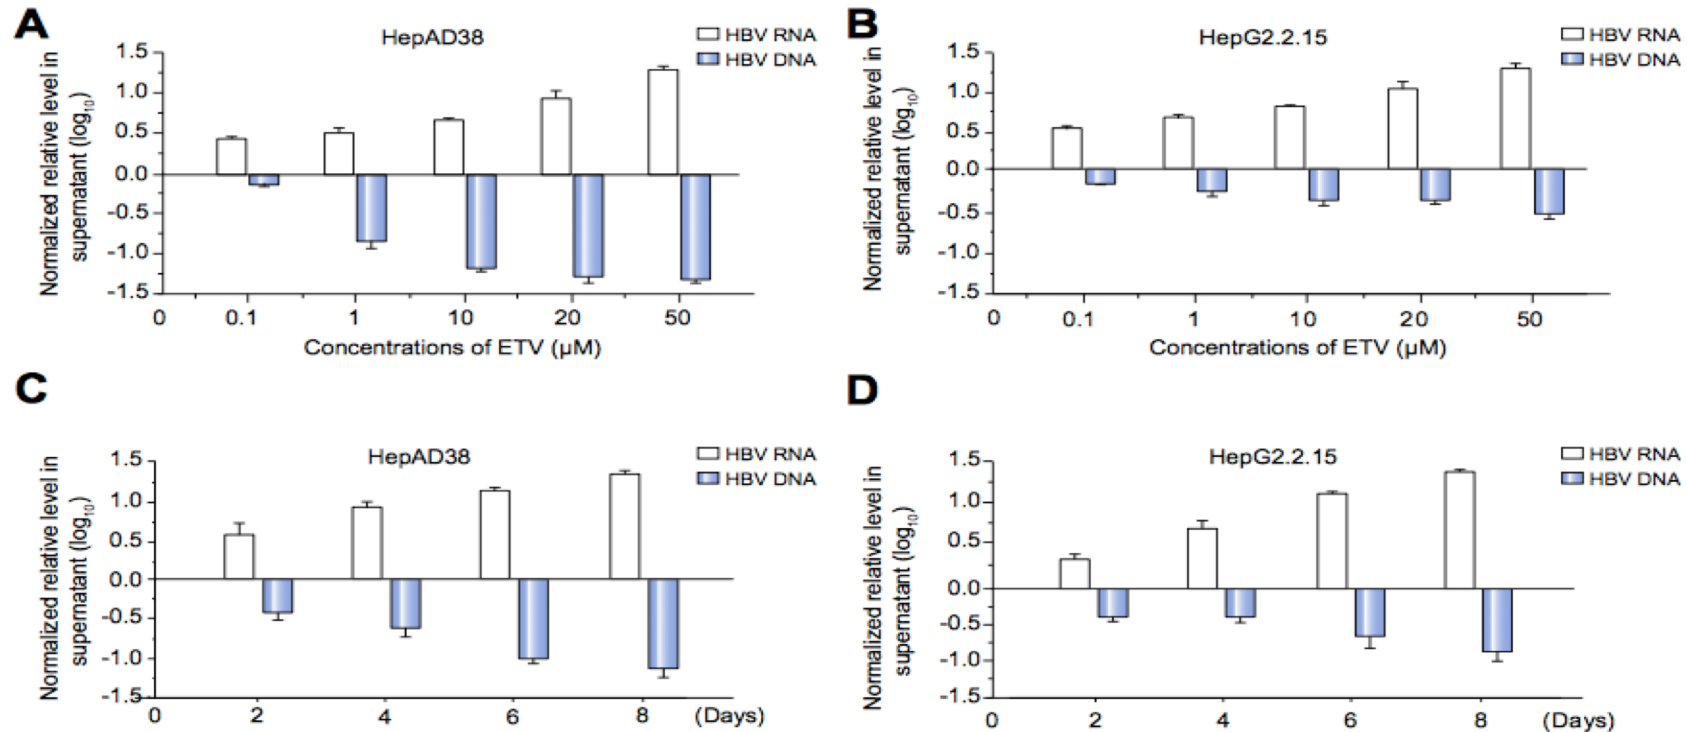 A
HepAD38
HBV RNA
HBV DNA
Normalized relative level in
supernatant (log10)
1.5
1.0
0.5
0.0
-0.5
-1.0
-1.5
0 0.1 1 10 20 50
Concentrations of ETV (µM)
B
HepG2.2.15
HBV RNA
HBV DNA
Normalized relative level in
supernatant (log10)
1.5
1.0
0.5
0.0
-0.5
-1.0
-1.5
0 0.1 1 10 20 50
Concentrations of ETV (µM)
C
HepAD38
HBV RNA
HBV DNA
Normalized relative level in
supernatant (log10)
1.5
1.0
0.5
0.0
-0.5
-1.0
-1.5
0 2 4 6 8 (Days)
D
HepG2.2.15
HBV RNA
HBV DNA
Normalized relative level in
supernatant (log10)
1.5
1.0
0.5
0.0
-0.5
-1.0
-1.5
0 2 4 6 8 (Days)